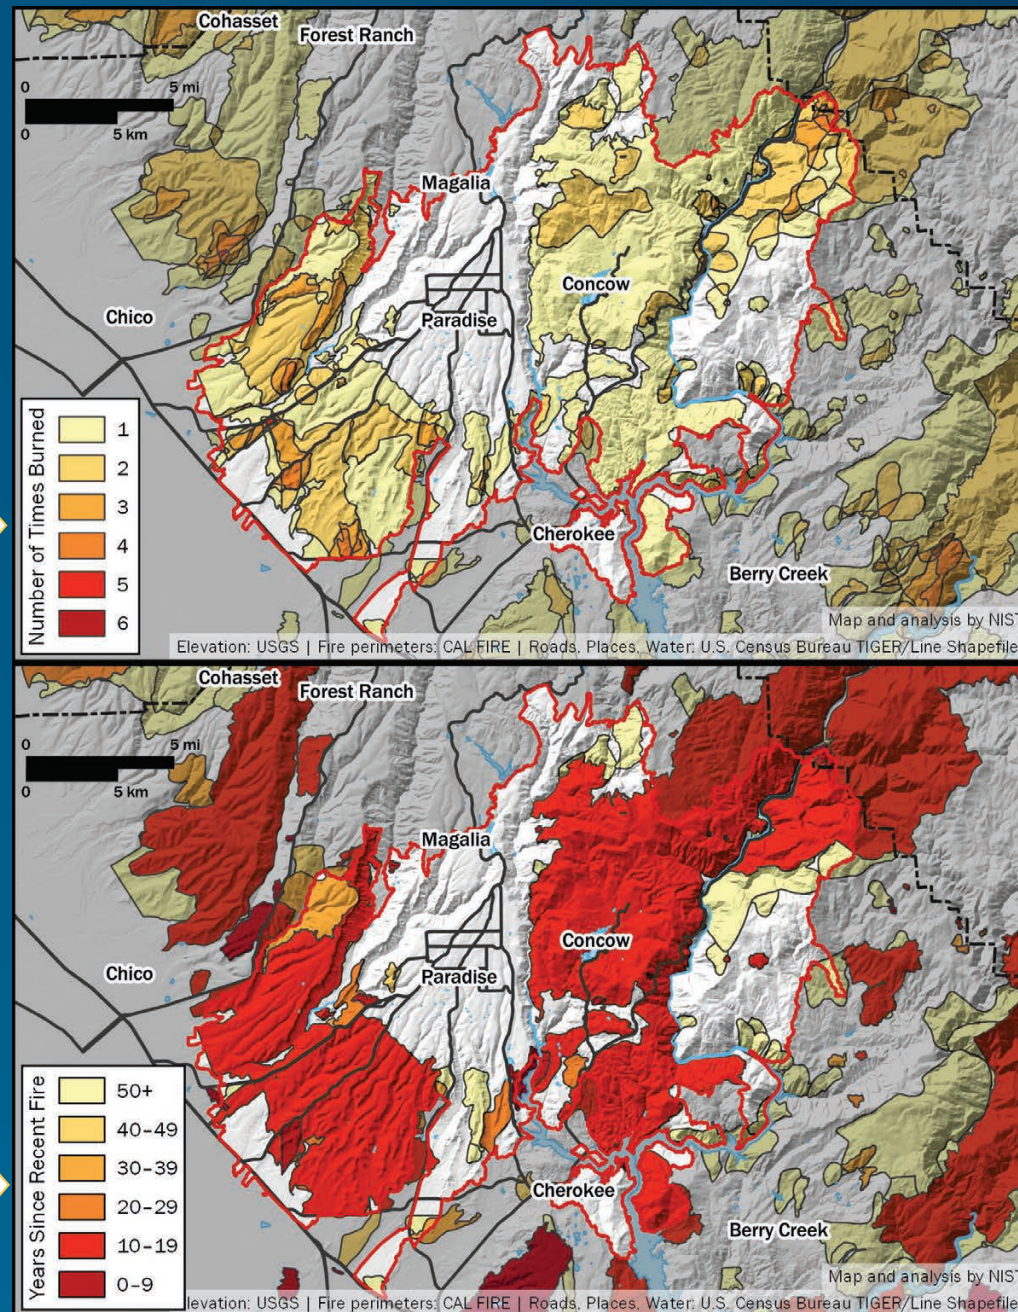 Cohasset
Forest Ranch
0
5 mi
5 km
Magalia
Concow
Chico
Paradise
Number of Times Burned
1
2
3
4
5
6
Cherokee
Berry Creek
Map and analysis by NIST
Elevation: USGS | Fire perimeters: CAL FIRE | Roads, Places, Water: U.S. Census Bureau TIGER/Line Shapefile
Cohasset
Forest Ranch
0
5 mi
5 km
Magalia
Concow
Chico
Paradise
Years Since Recent Fire
50+
40–49
30–39
20–29
10–19
0–9
Cherokee
Berry Creek
Map and analysis by NIST
levation: USGS | Fire perimeters: CAL FIRE | Roads, Places, Water: U.S. Census Bureau TIGER/Line Shapefile